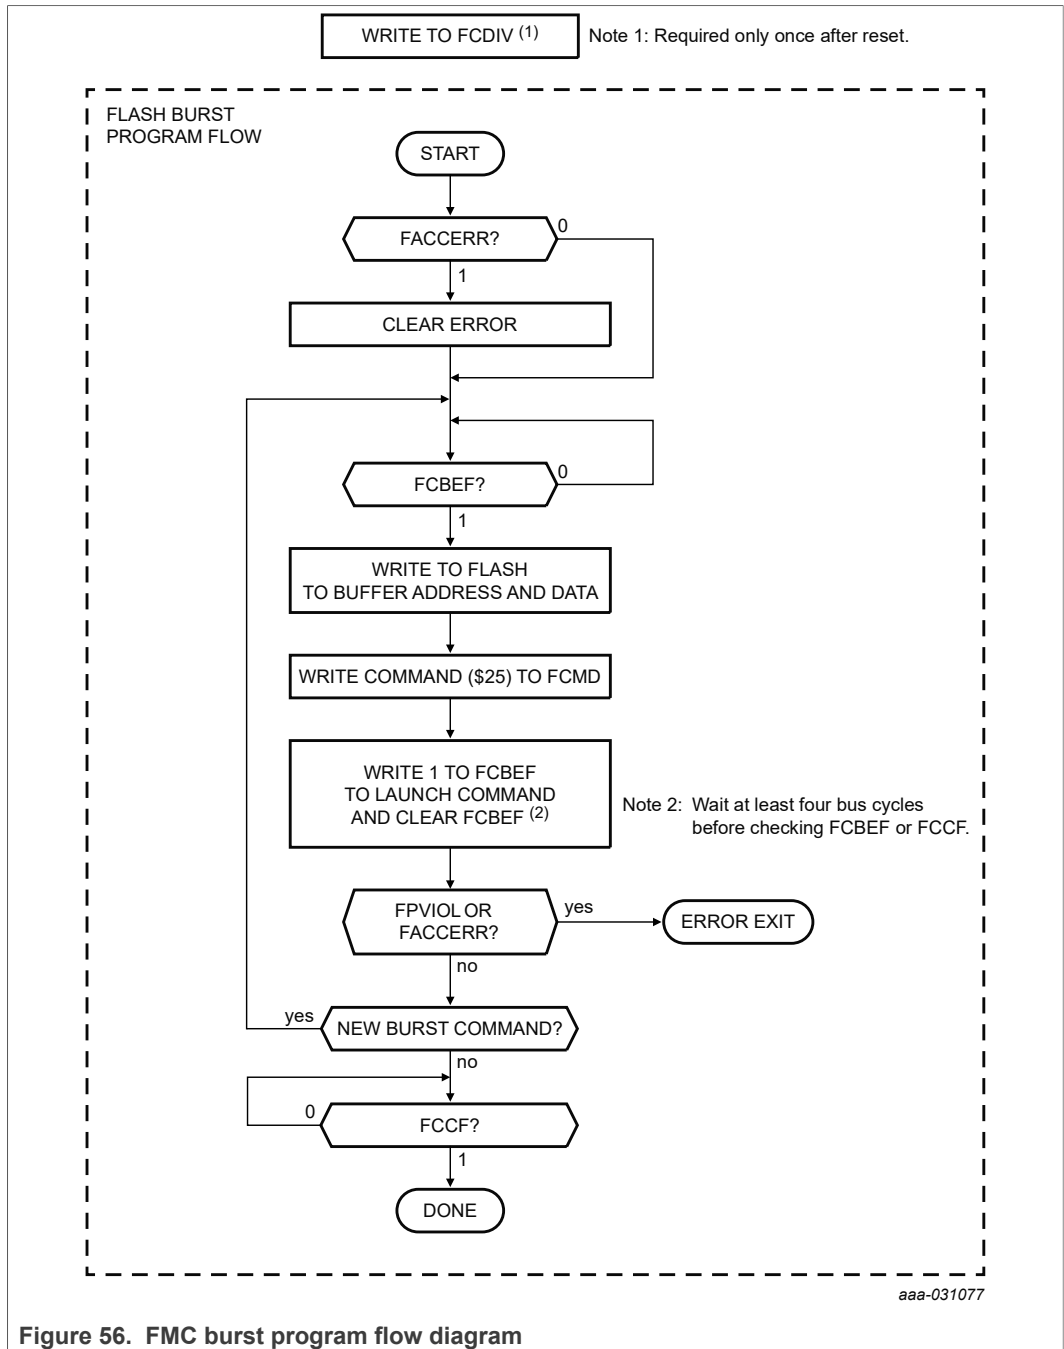 WRITE TO FCDIV (1)
Note 1: Required only once after reset.
FLASH BURST
PROGRAM FLOW
START
FACCERR?
0
1
CLEAR ERROR
FCBEF?
0
1
WRITE TO FLASH
TO BUFFER ADDRESS AND DATA
WRITE COMMAND ($25) TO FCMD
WRITE 1 TO FCBEF
TO LAUNCH COMMAND
AND CLEAR FCBEF (2)
Note 2: Wait at least four bus cycles
before checking FCBEF or FCCF.
FPVIOL OR
FACCERR?
yes
ERROR EXIT
no
yes
NEW BURST COMMAND?
no
0
FCCF?
1
DONE
aaa-031077
Figure 56. FMC burst program flow diagram